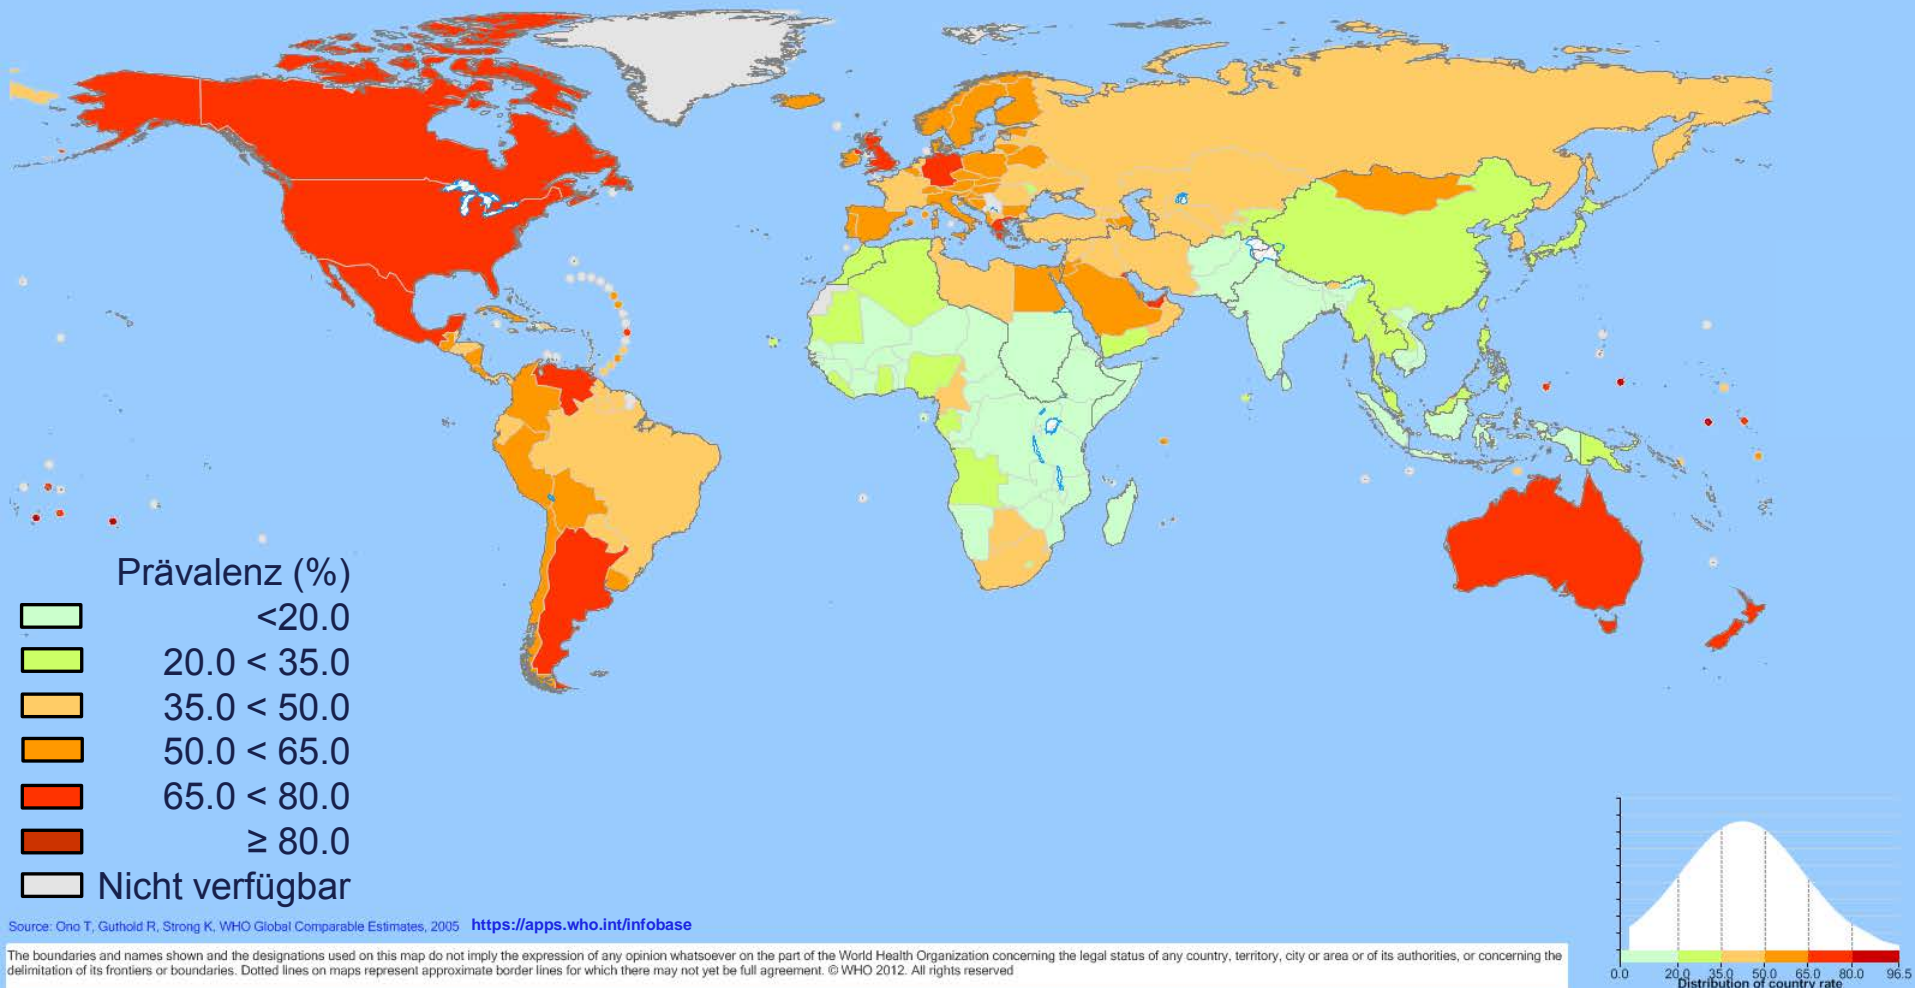 Prävalenz (%)
<20.0
20.0 < 35.0
35.0 < 50.0
50.0 < 65.0
65.0 < 80.0
≥ 80.0
Nicht verfügbar
Source: Ono T, Guthold R, Strong K, WHO Global Comparable Estimates, 2005 https://apps.who.int/infobase
The boundaries and names shown and the designations used on this map do not imply the expression of any opinion whatsoever on the part of the World Health Organization concerning the legal status of any country, territory, city or area or of its authorities, or concerning the
delimitation of its frontiers or boundaries. Dotted lines on maps represent approximate border lines for which there may not yet be full agreement. © WHO 2012. All rights reserved
0.0 20.0 35.0 50.0 65.0 80.0 96.5
Distribution of country rate